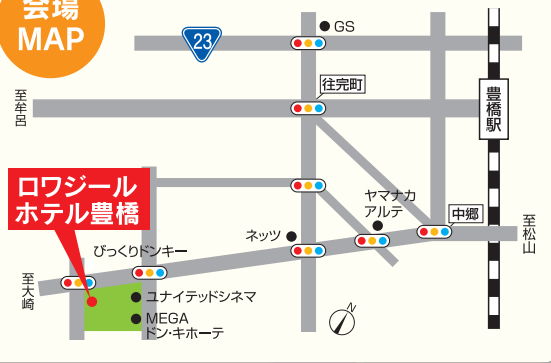 会場
MAP
23
GS
往完町
至牟呂
豊橋駅
ロワジール
ホテル豊橋
ヤマナカ
アルテ
中郷
至松山
ネッツ
びっくりドンキー
至大崎
ユナイテッドシネマ
MEGA
ドン・キホーテ
N